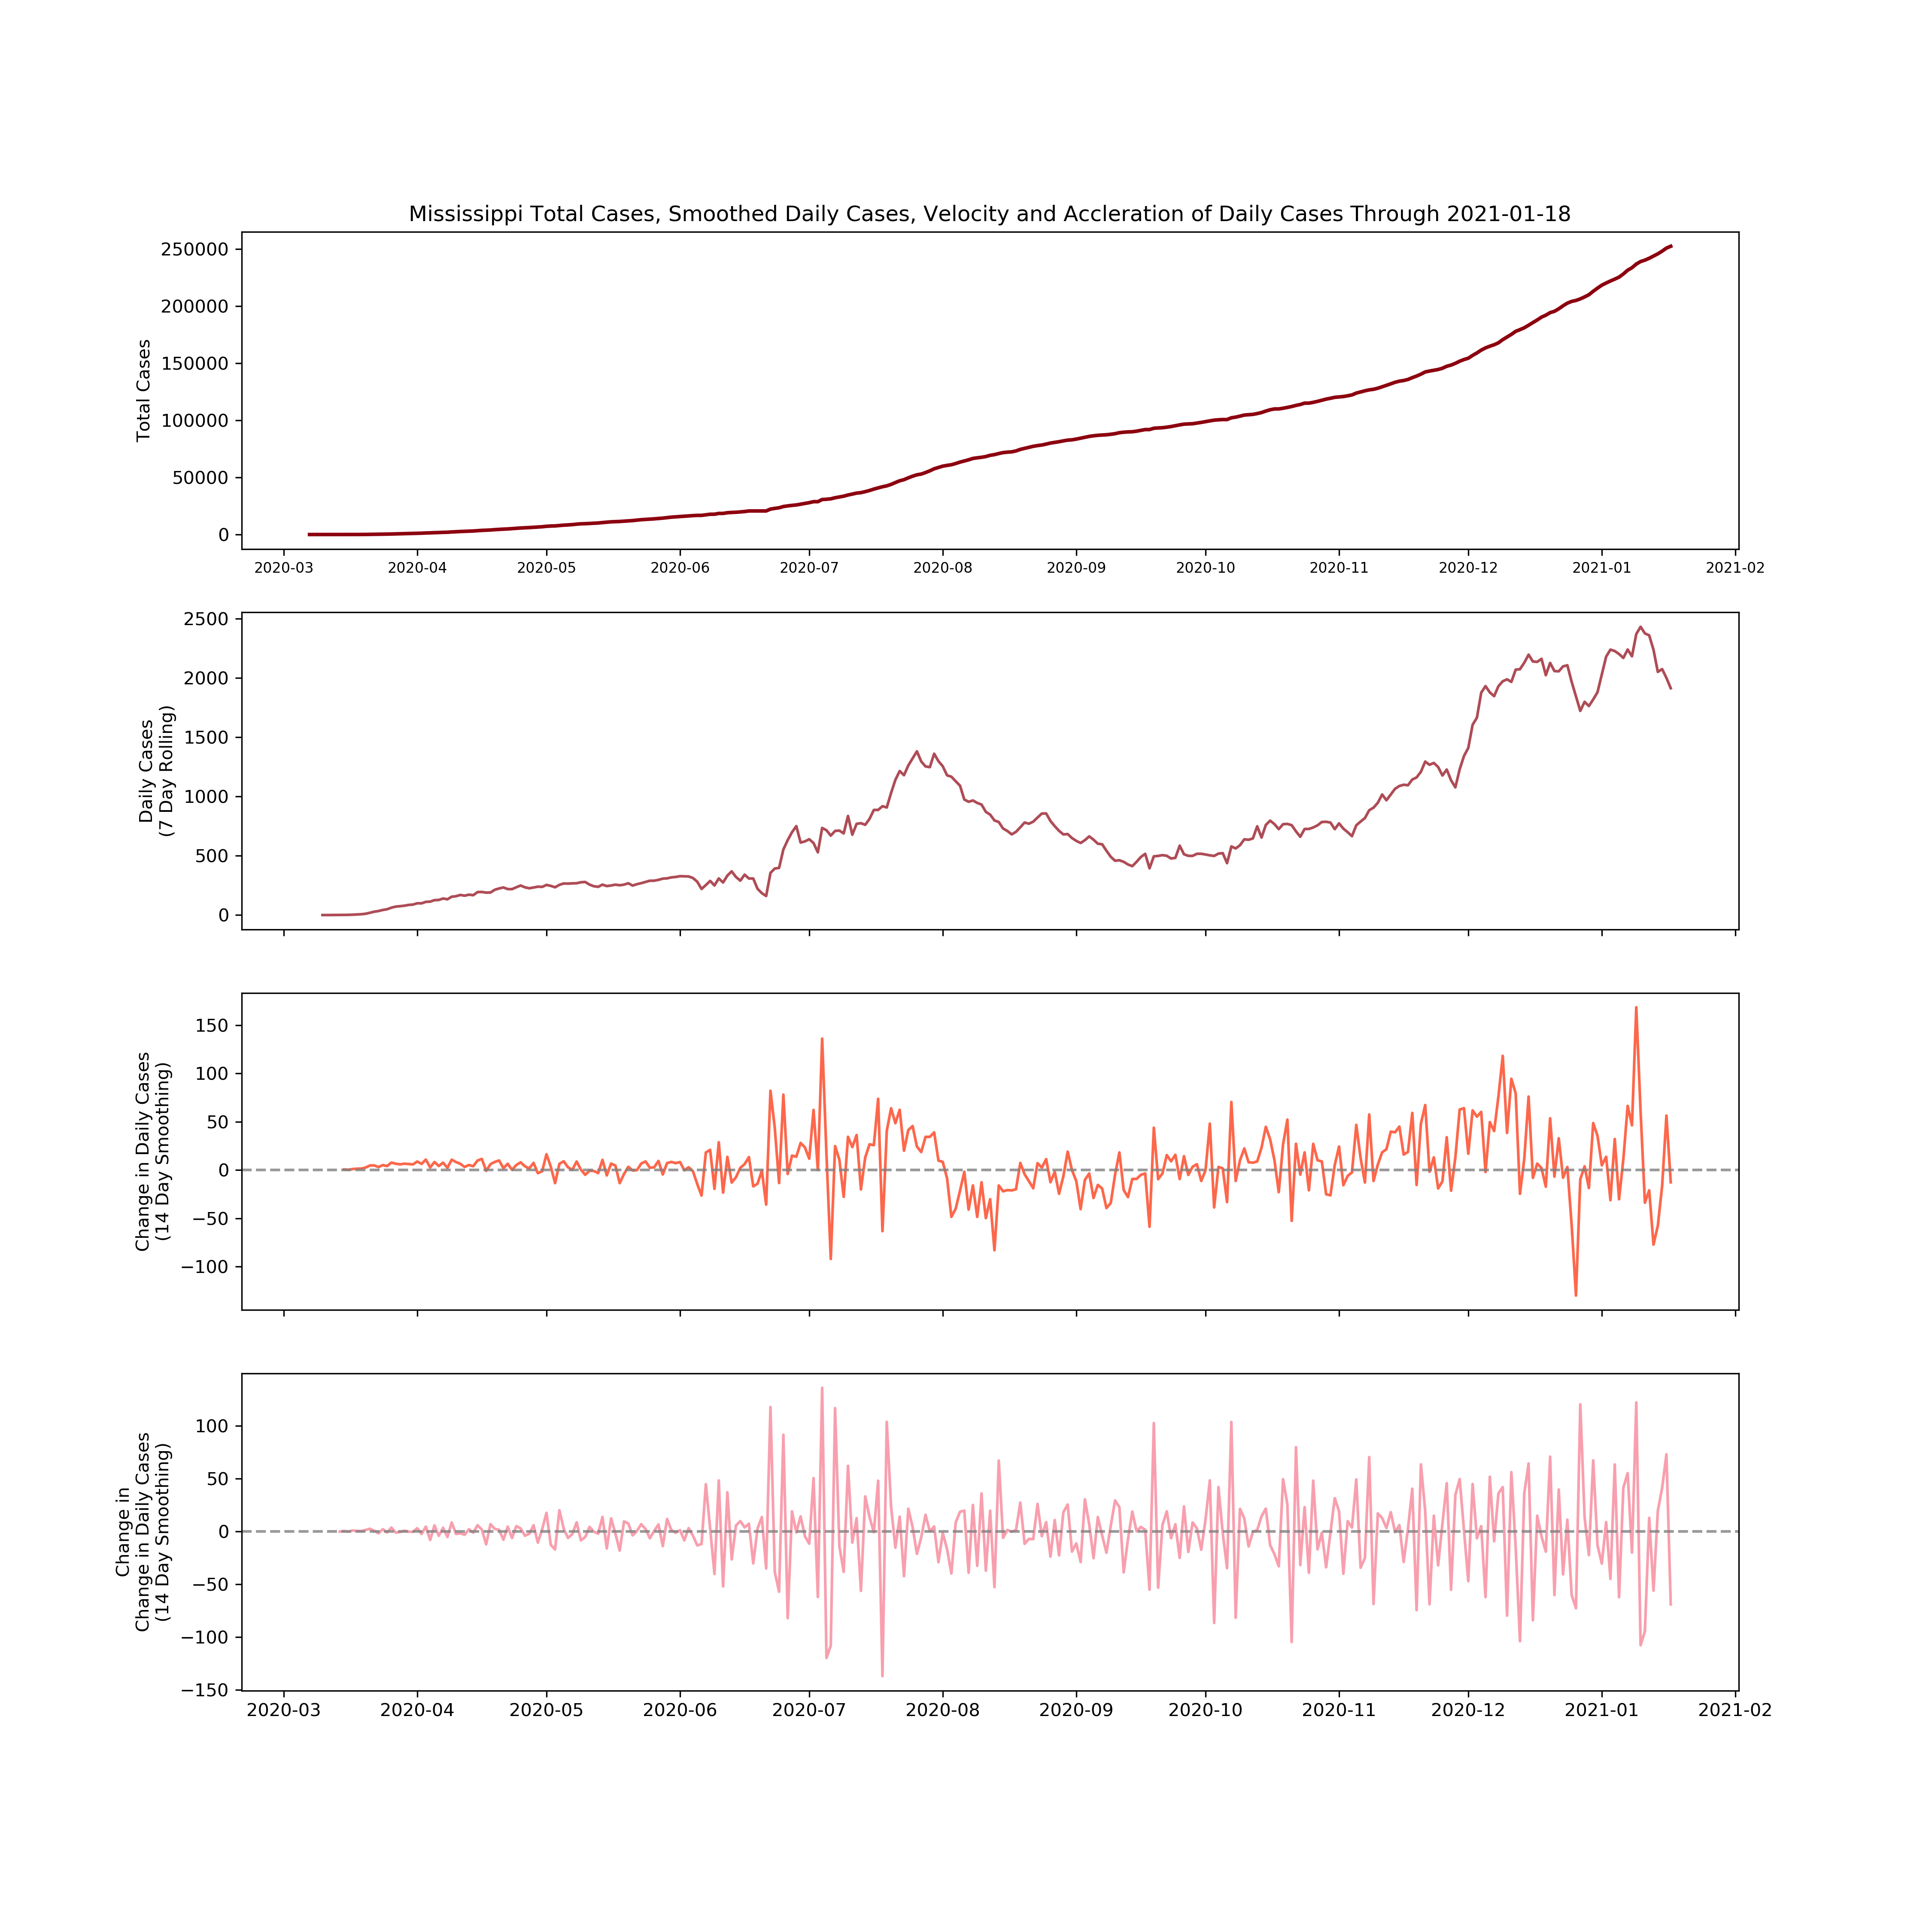 Mississippi Total Cases, Smoothed Daily Cases, Velocity and Accleration of Daily Cases Through 2021-01-18
250000
200000
150000
100000
50000
0
Total Cases
2020-03 2020-04 2020-05 2020-06 2020-07 2020-08 2020-09 2020-10 2020-11 2020-12 2021-01 2021-02
2500
2000
1500
1000
500
0
Daily Cases
(7 Day Rolling)
150
100
50
0
−50
−100
Change in Daily Cases
(14 Day Smoothing)
100
50
0
−50
−100
−150
Change in
Change in Daily Cases
(14 Day Smoothing)
2020-03 2020-04 2020-05 2020-06 2020-07 2020-08 2020-09 2020-10 2020-11 2020-12 2021-01 2021-02